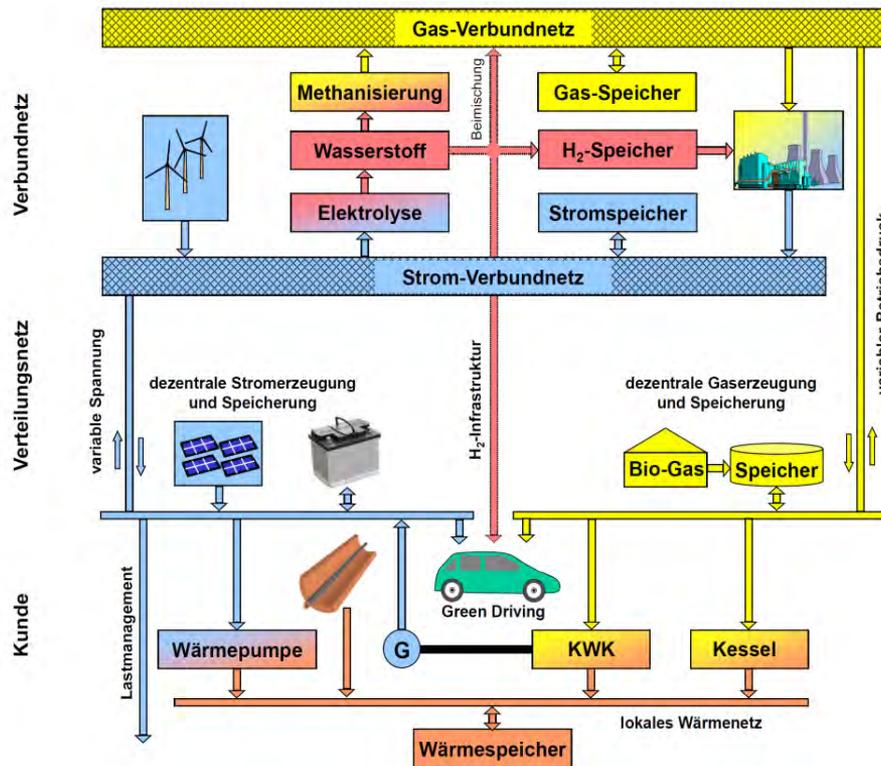 Gas-Verbundnetz
Methanisierung
Beimischung
Gas-Speicher
Verbundnetz
Wasserstoff
H₂-Speicher
Elektrolyse
Stromspeicher
Strom-Verbundnetz
variabler Betriebsdruck
Verteilungsnetz
variable Spannung
dezentrale Stromerzeugung
und Speicherung
H₂-Infrastruktur
dezentrale Gaserzeugung
und Speicherung
Bio-Gas
Speicher
Kunde
Lastmanagement
Green Driving
Wärmepumpe
G
KWK
Kessel
lokales Wärmenetz
Wärmespeicher